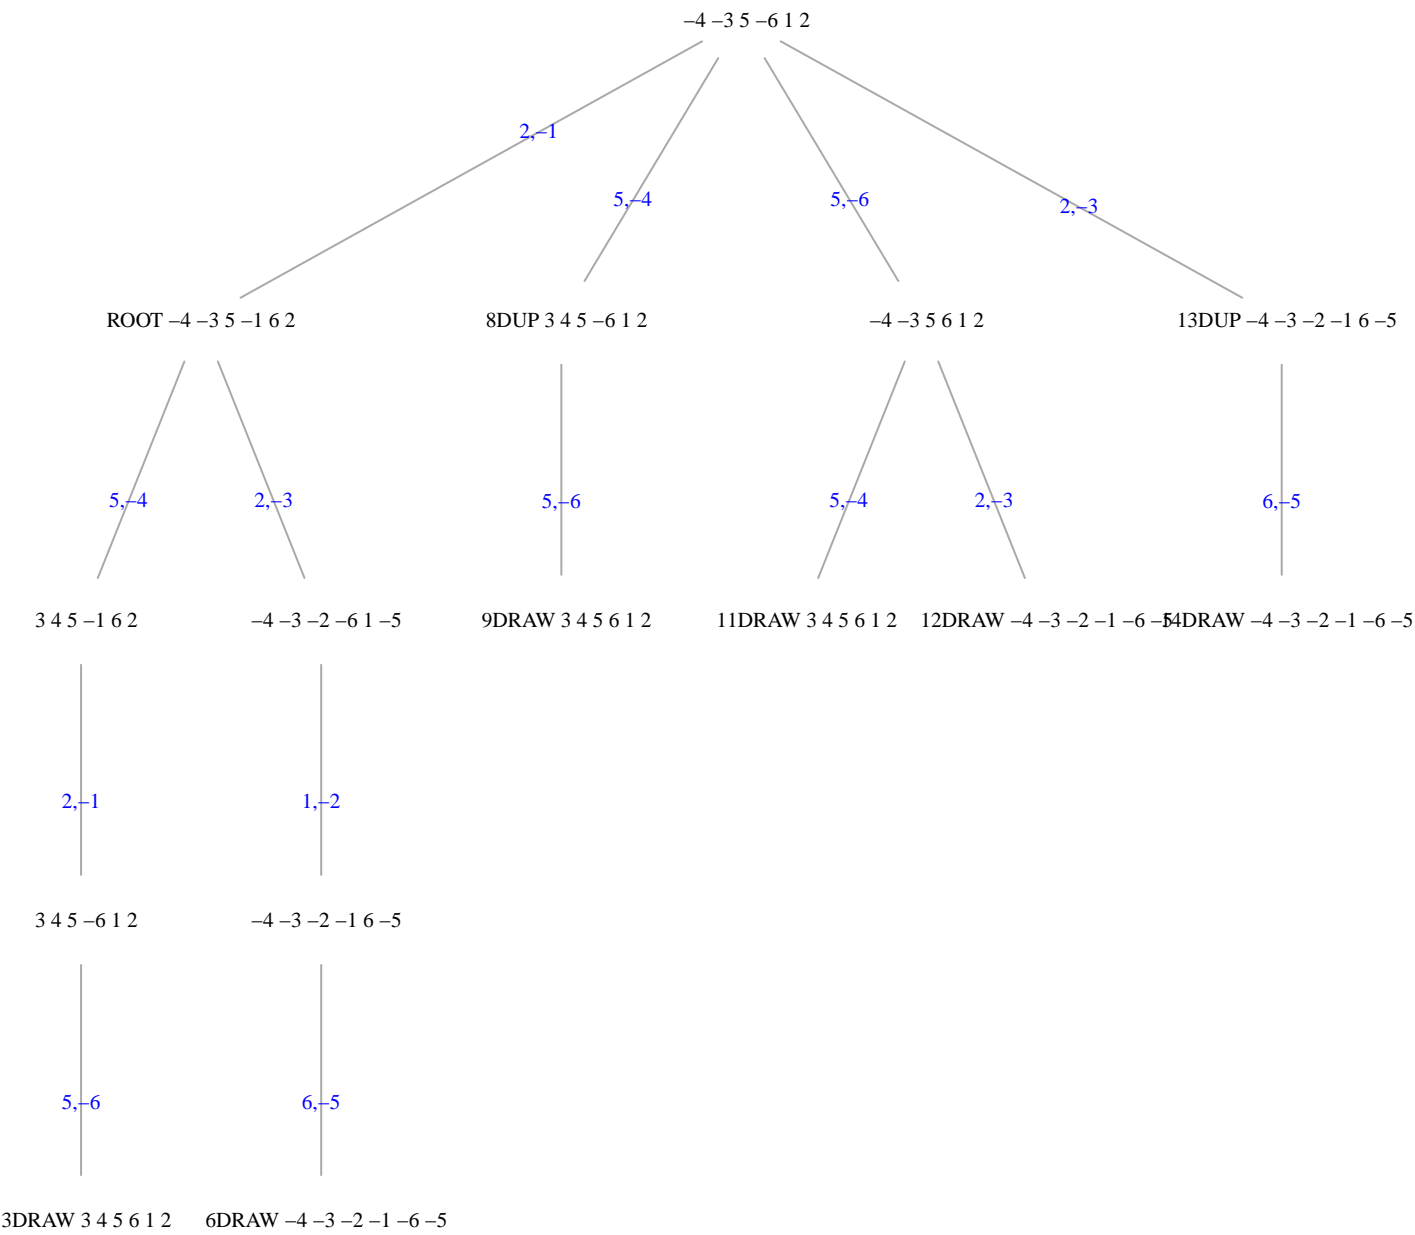 –4 –3 5 –6 1 2
2,–1
5,–4
5,–6
2,–3
ROOT –4 –3 5 –1 6 2
8DUP 3 4 5 –6 1 2
–4 –3 5 6 1 2
13DUP –4 –3 –2 –1 6 –5
5,–4
2,–3
5,–6
5,–4
2,–3
6,–5
3 4 5 –1 6 2
–4 –3 –2 –6 1 –5
9DRAW 3 4 5 6 1 2
11DRAW 3 4 5 6 1 2
12DRAW –4 –3 –2 –1 –6 –5
14DRAW –4 –3 –2 –1 –6 –5
2,–1
1,–2
3 4 5 –6 1 2
–4 –3 –2 –1 6 –5
5,–6
6,–5
3DRAW 3 4 5 6 1 2
6DRAW –4 –3 –2 –1 –6 –5